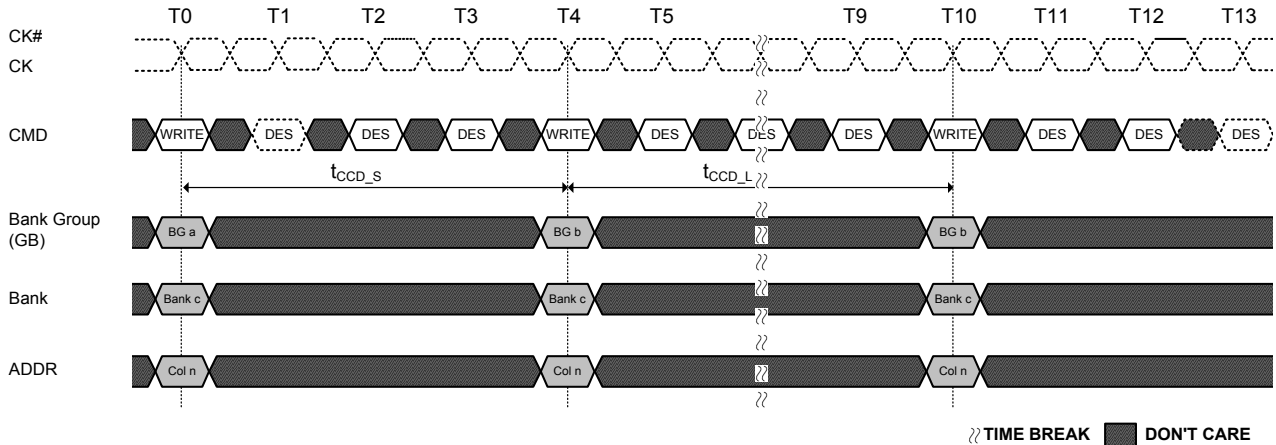 T0 T1 T2 T3 T4 T5 T9 T10 T11 T12 T13
CK#
CK
CMD WRITE DES DES DES WRITE DES DES DES WRITE DES DES DES
tCCD_S tCCD_L
Bank Group
(GB)
BG a BG b BG b
Bank Bank c Bank c Bank c
ADDR Col n Col n Col n
TIME BREAK DON'T CARE